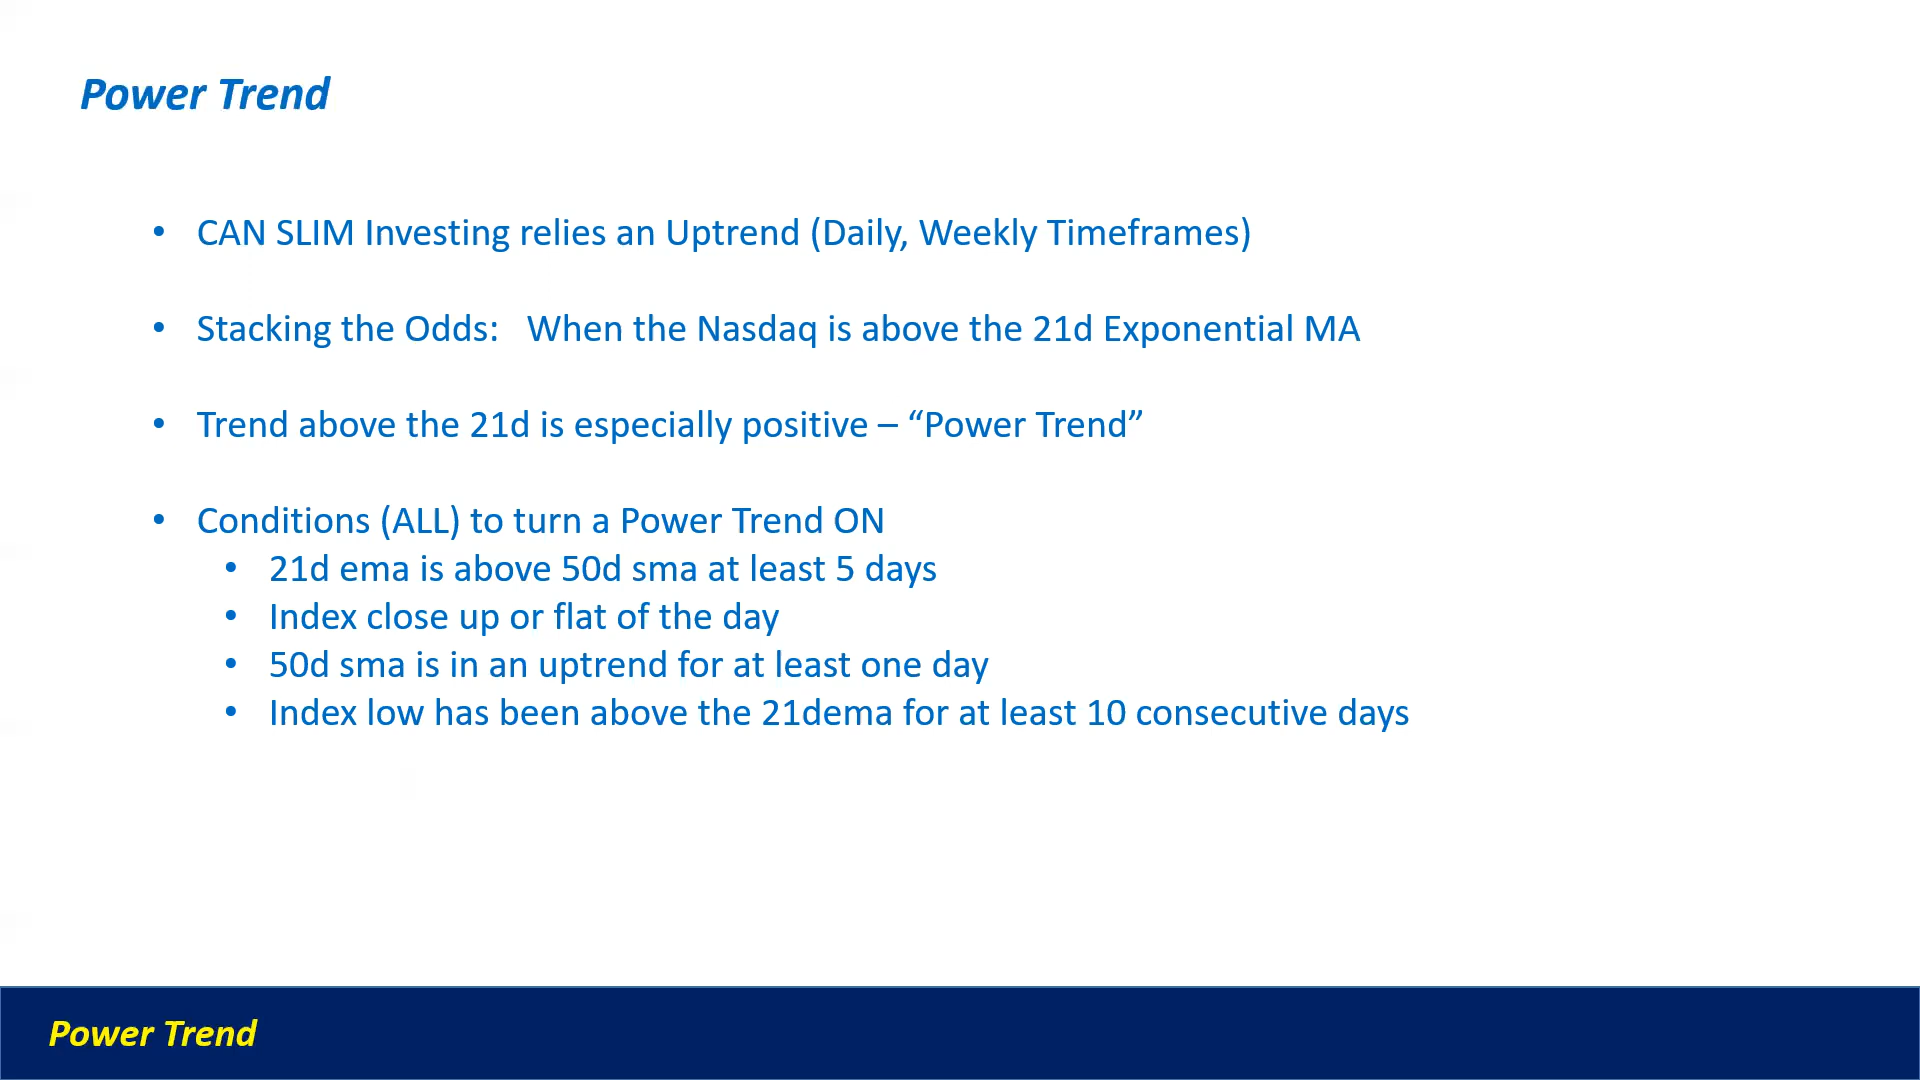 Power Trend
• CAN SLIM Investing relies an Uptrend (Daily, Weekly Timeframes)
• Stacking the Odds:   When the Nasdaq is above the 21d Exponential MA
• Trend above the 21d is especially positive – “Power Trend”
• Conditions (ALL) to turn a Power Trend ON
• 21d ema is above 50d sma at least 5 days
• Index close up or flat of the day
• 50d sma is in an uptrend for at least one day
• Index low has been above the 21dema for at least 10 consecutive days
Power Trend